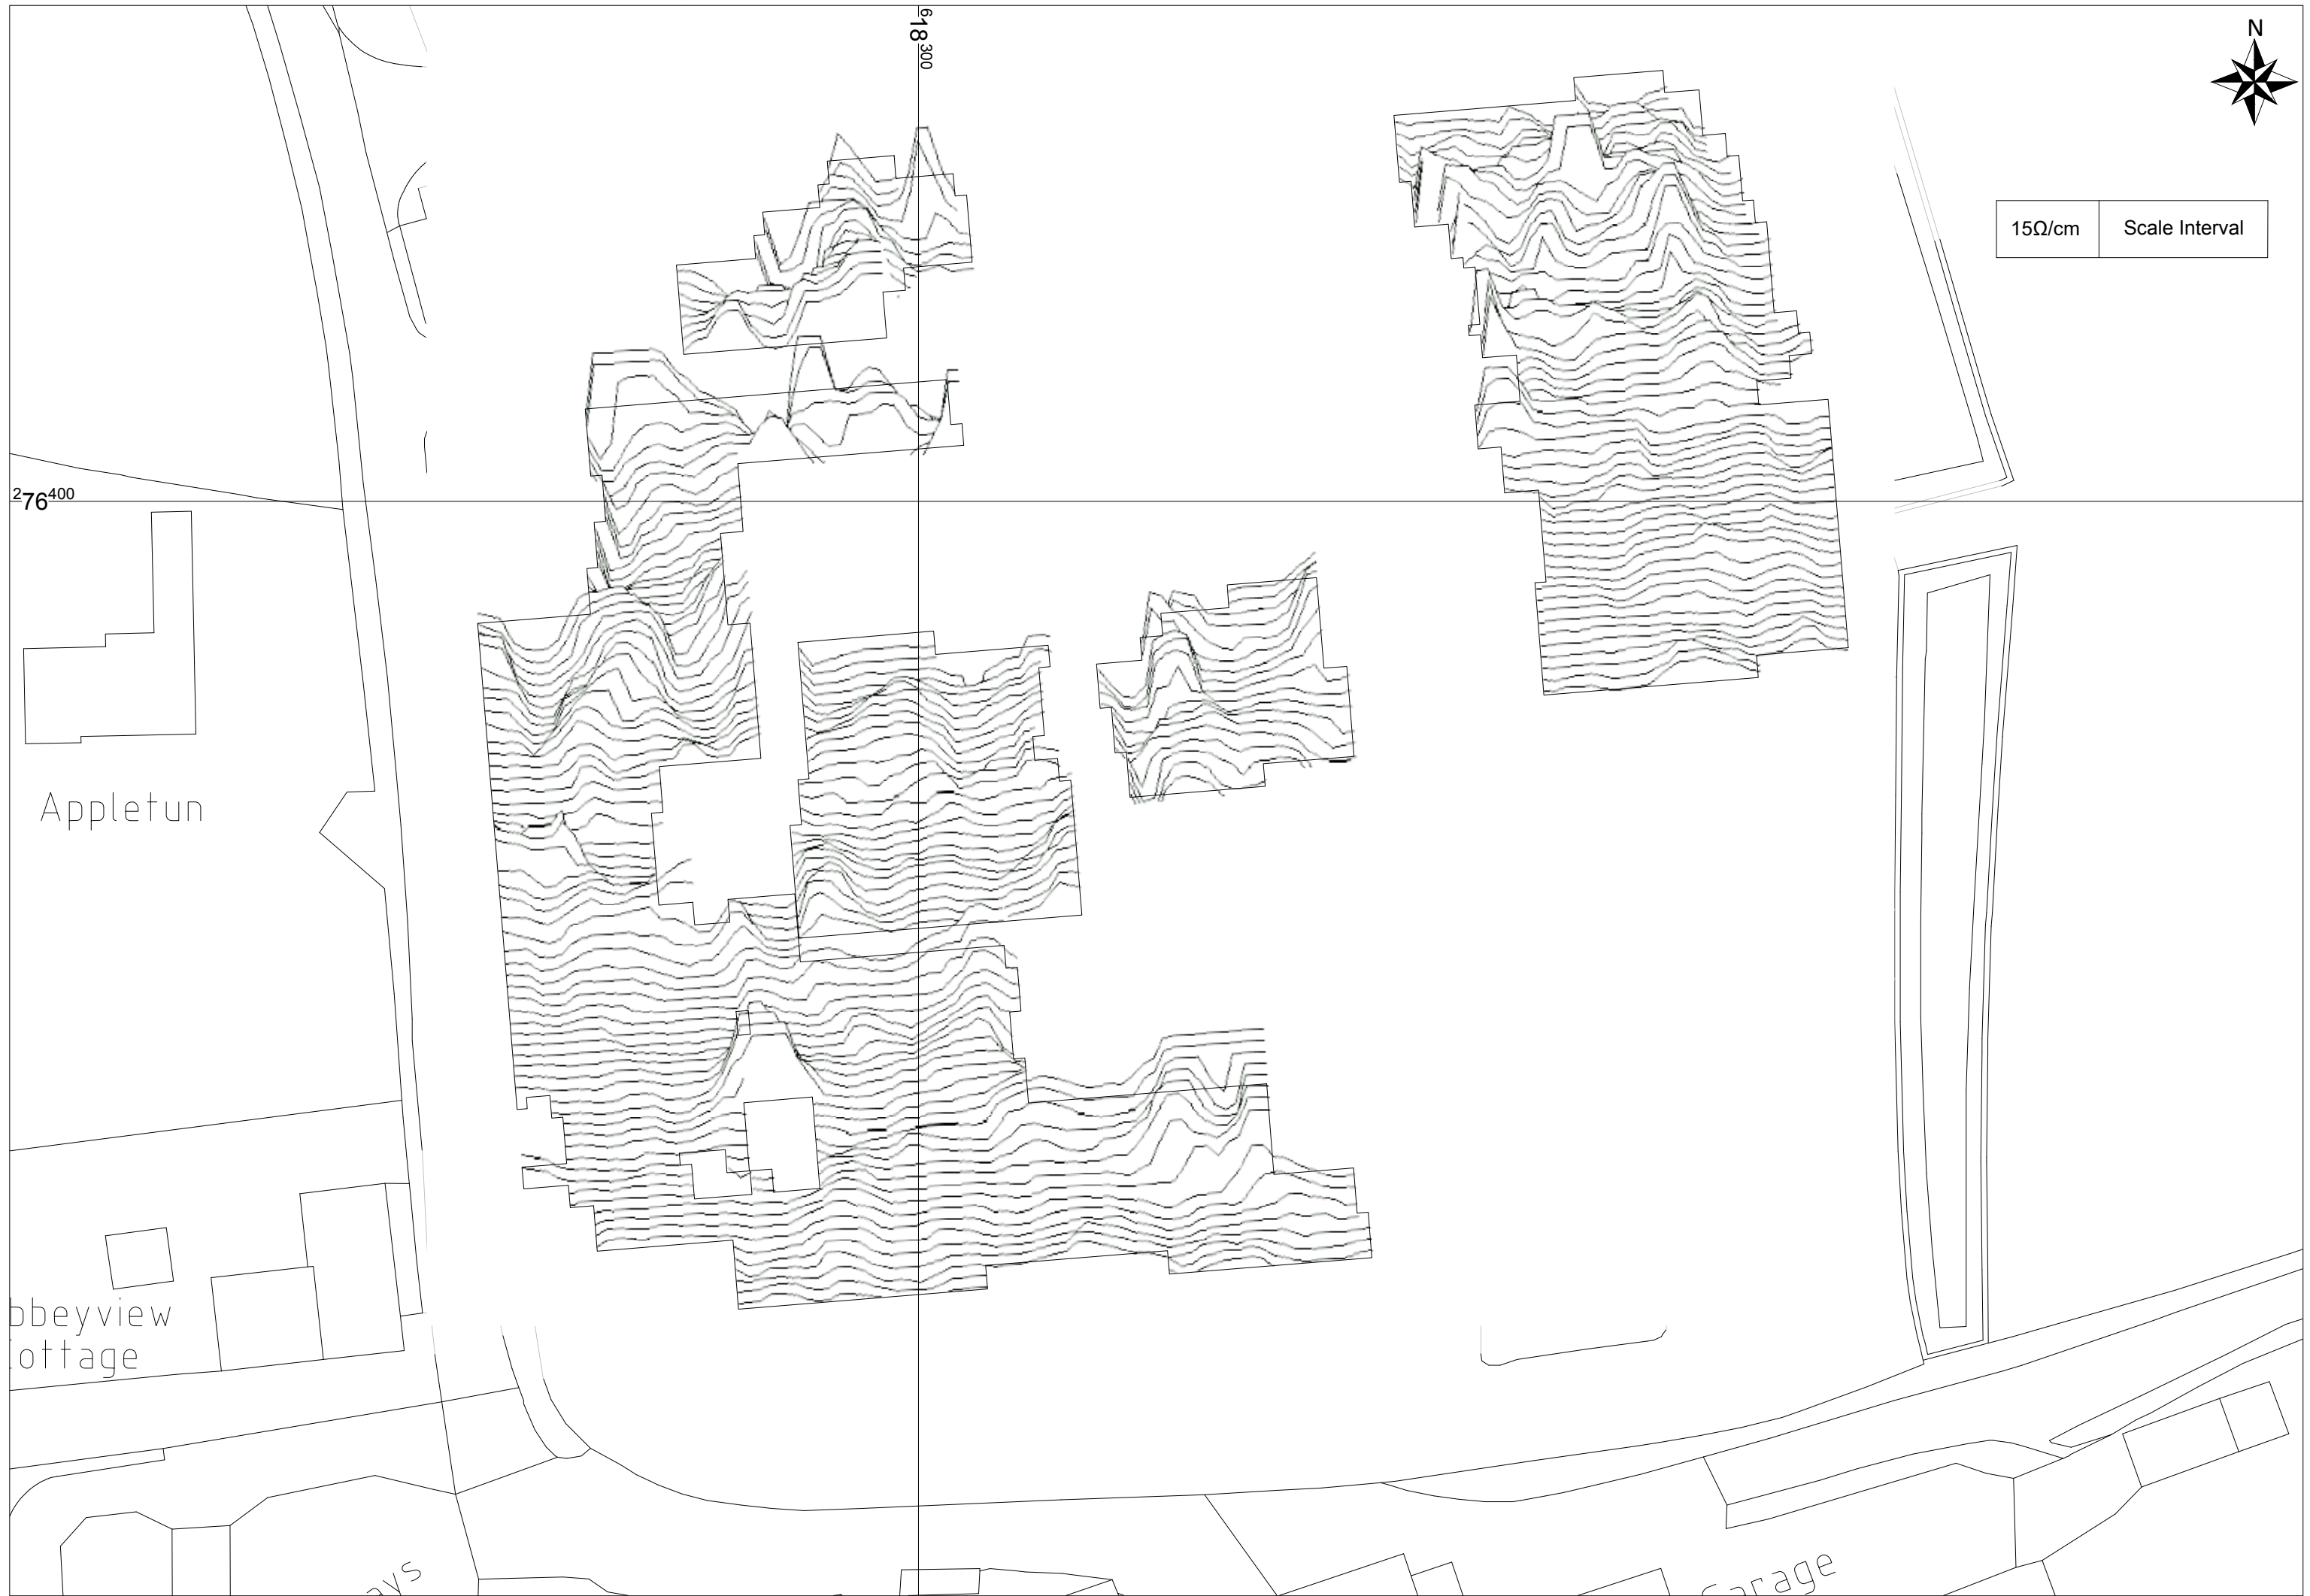 N
618300
15Ω/cm Scale Interval
276400
Appletun
bbeyview
ottage
ays
Garage